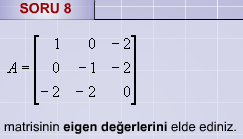 SORU 8
A = [ 1 0 -2
0 -1 -2
-2 -2 0 ]
matrisinin eigen değerlerini elde ediniz.